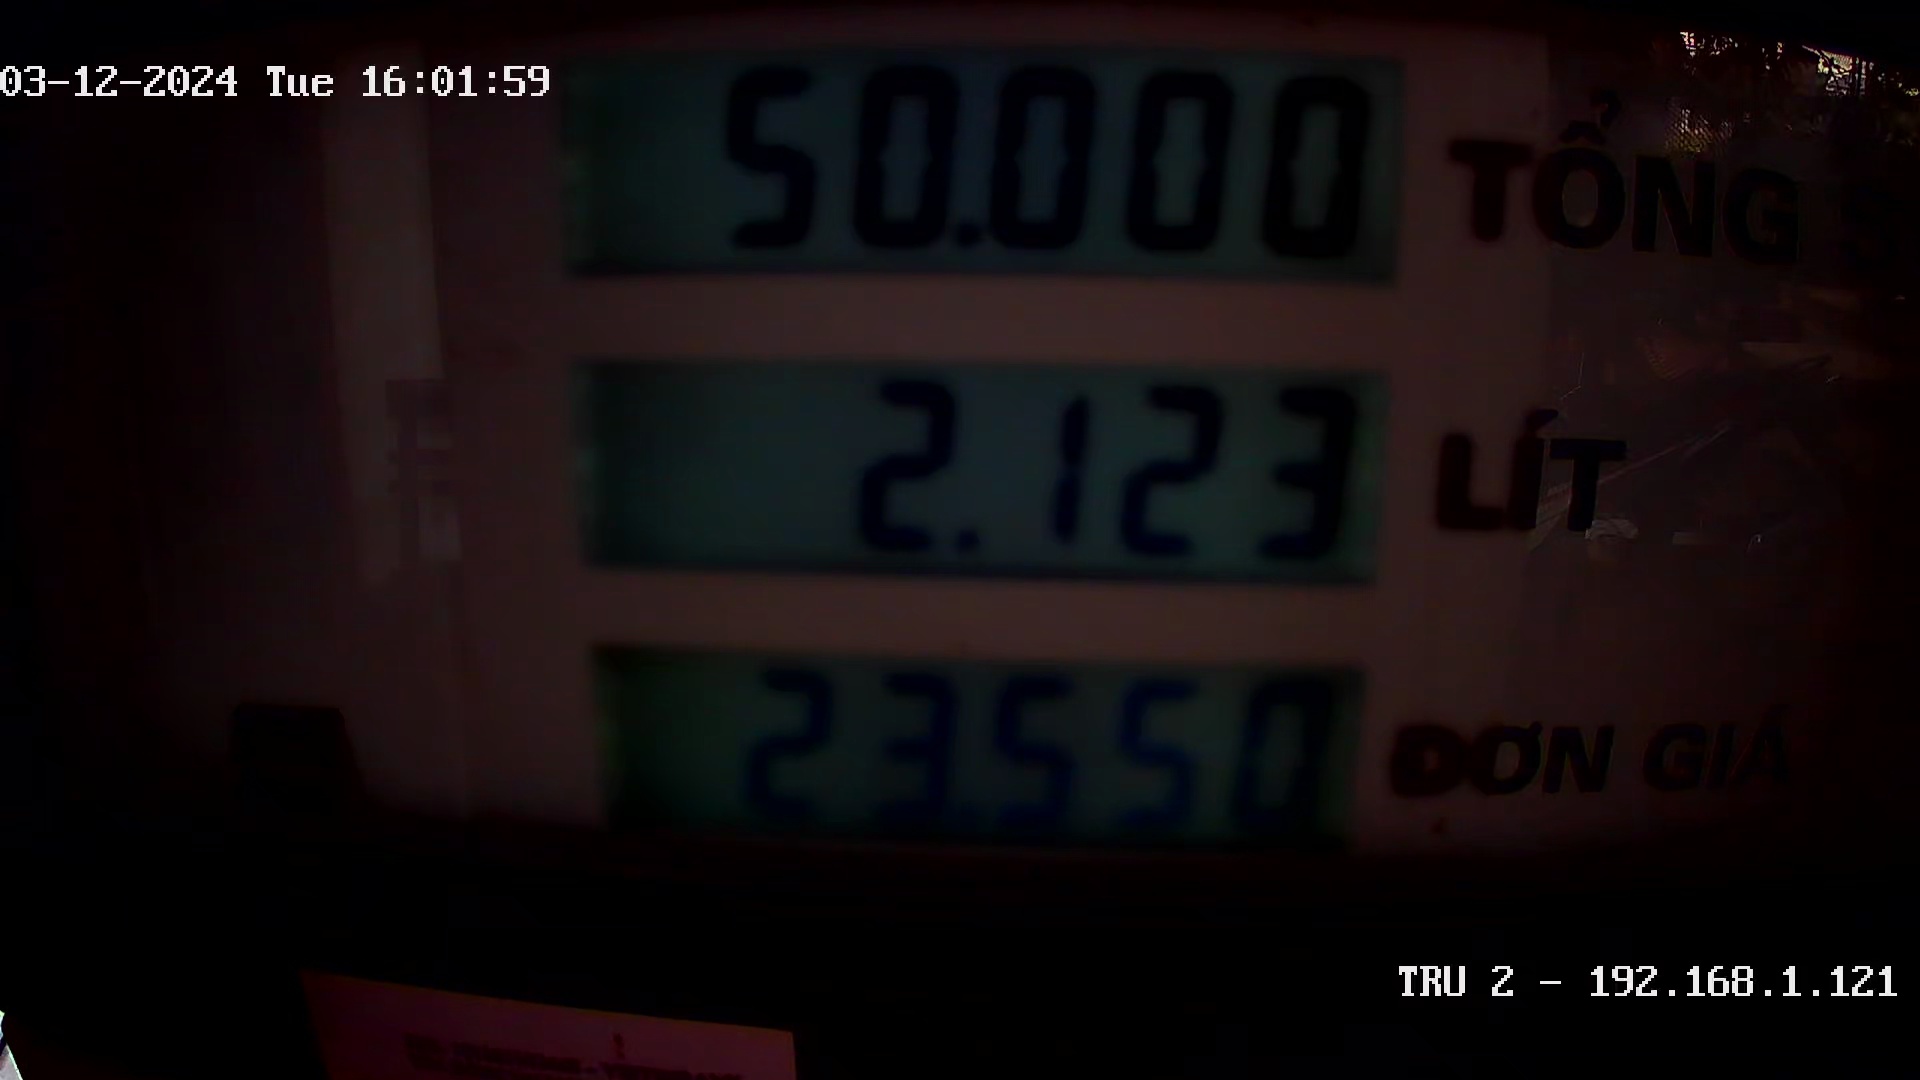 03-12-2024 Tue 16:01:59
50.000 TỔNG
2.123 LÍT
23.550 ĐƠN GIÁ
TRU 2 - 192.168.1.121